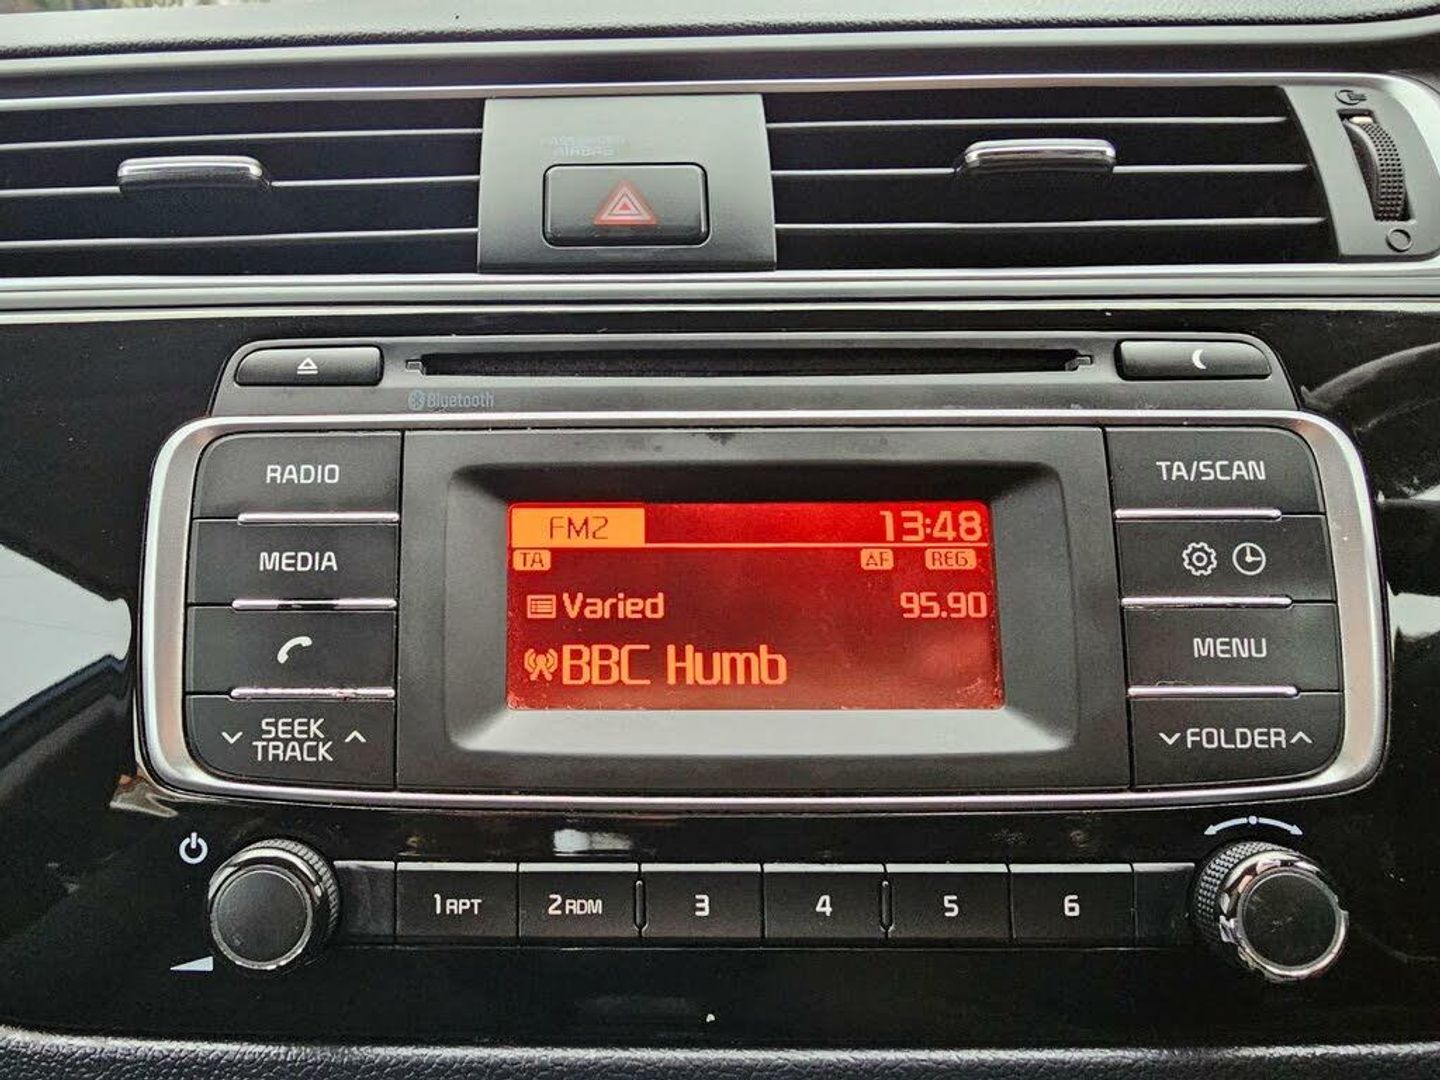 PASSENGER
AIRBAG
Bluetooth
RADIO
MEDIA
SEEK
TRACK
FM2 13:48
TA AF REG
Varied 95.90
BBC Humb
TA/SCAN
MENU
FOLDER
1 RPT 2 RDM 3 4 5 6